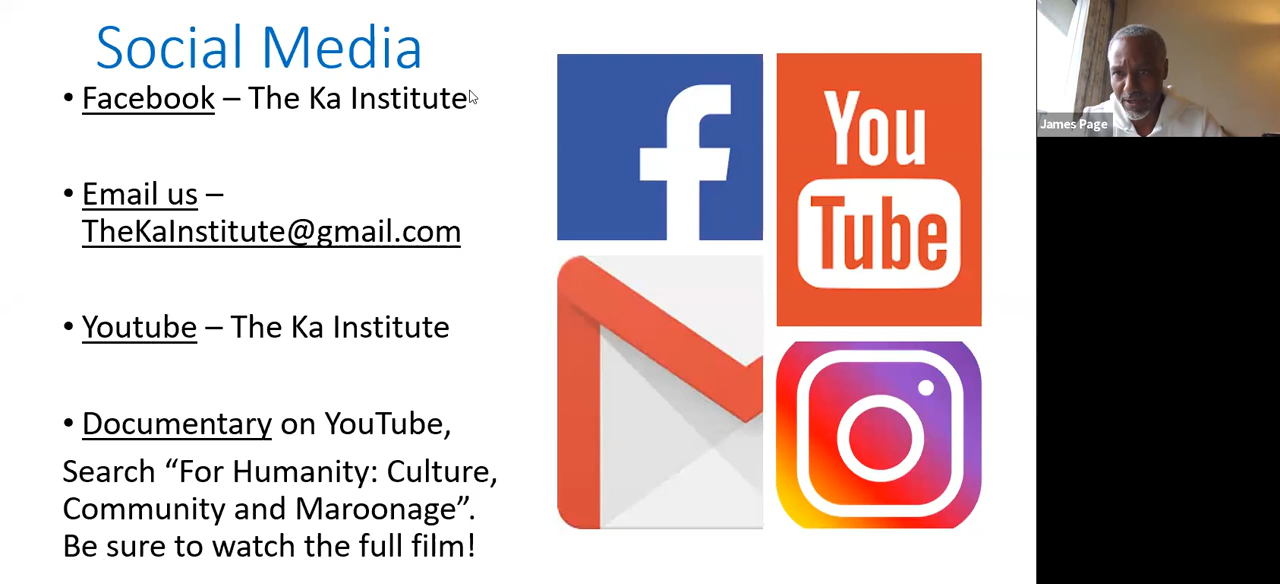 Social Media
• Facebook – The Ka Institute
• Email us –
TheKaInstitute@gmail.com
• Youtube – The Ka Institute
• Documentary on YouTube,
Search “For Humanity: Culture,
Community and Maroonage”.
Be sure to watch the full film!
f
You
Tube
James Page